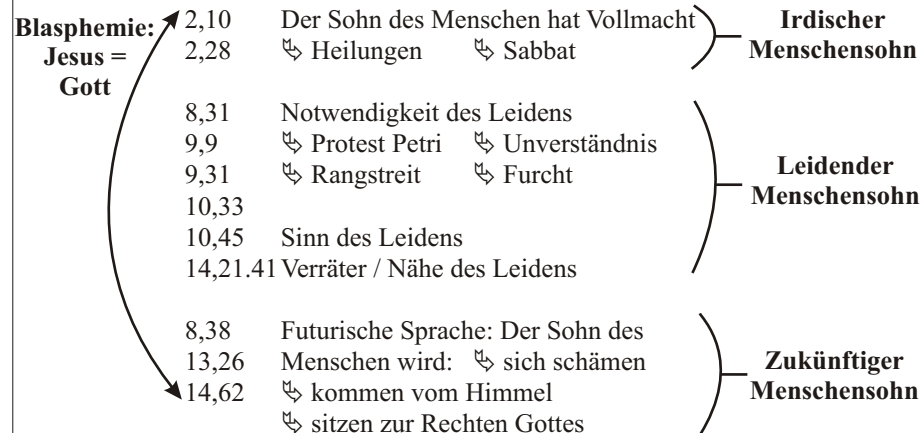 Blasphemie:
Jesus =
Gott
2,10 Der Sohn des Menschen hat Vollmacht
2,28 ↳ Heilungen ↳ Sabbat
Irdischer
Menschensohn
8,31 Notwendigkeit des Leidens
9,9 ↳ Protest Petri ↳ Unverständnis
9,31 ↳ Rangstreit ↳ Furcht
10,33
10,45 Sinn des Leidens
14,21.41 Verräter / Nähe des Leidens
Leidender
Menschensohn
8,38 Futurische Sprache: Der Sohn des
13,26 Menschen wird: ↳ sich schämen
14,62 ↳ kommen vom Himmel
↳ sitzen zur Rechten Gottes
Zukünftiger
Menschensohn